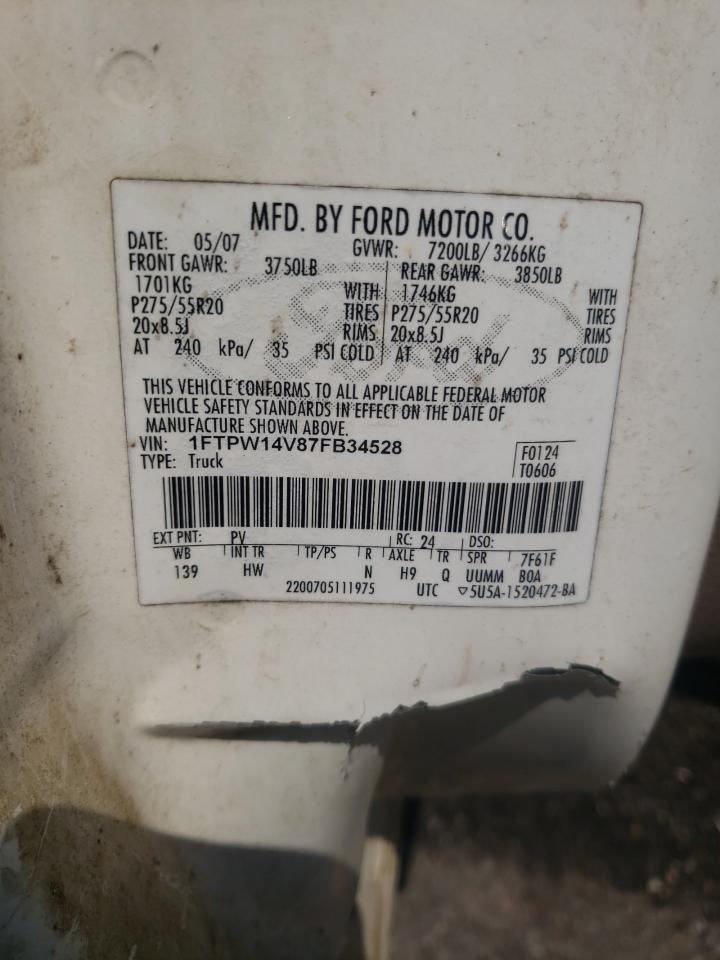 MFD. BY FORD MOTOR CO.
DATE: 05/07 GVWR: 7200LB/ 3266KG
FRONT GAWR: 3750LB REAR GAWR: 3850LB
1701KG WITH 1746KG WITH
P275/55R20 TIRES P275/55R20 TIRES
20x8.5J RIMS 20x8.5J RIMS
AT 240 kPa/ 35 PSI COLD AT 240 kPa/ 35 PSI COLD
Ford
THIS VEHICLE CONFORMS TO ALL APPLICABLE FEDERAL MOTOR
VEHICLE SAFETY STANDARDS IN EFFECT ON THE DATE OF
MANUFACTURE SHOWN ABOVE.
VIN: 1FTPW14V87FB34528 F0124
TYPE: Truck T0606
EXT PNT: PV RC: 24 DSO:
WB INT TR TP/PS R AXLE TR SPR 7F61F
139 HW N H9 Q UUMM BOA
2200705111975 UTC ▽5U5A-1520472-BA